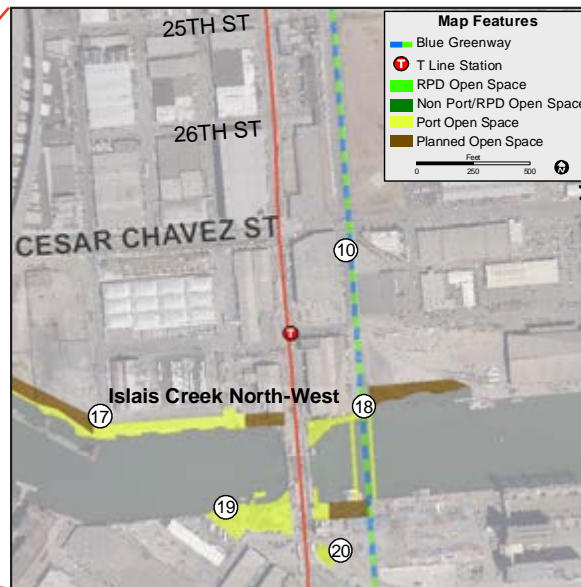 25TH ST
26TH ST
CESAR CHAVEZ ST
Map Features
Blue Greenway
T
T Line Station
RPD Open Space
Non Port/RPD Open Space
Port Open Space
Planned Open Space
Feet
0 250 500
N
10
T
Islais Creek North-West
17
18
19
20